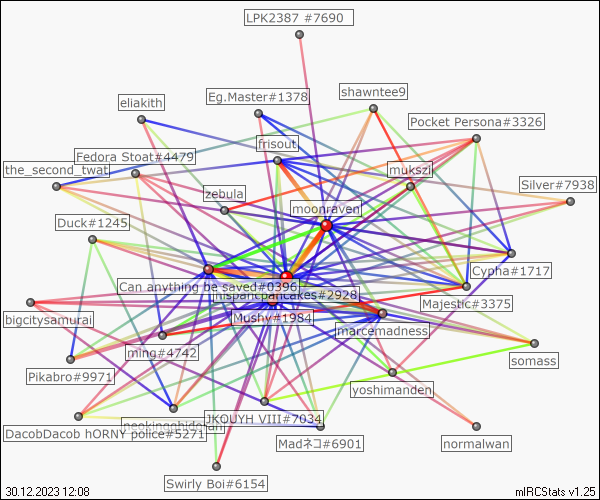 LPK2387 #7690
shawntee9
Eg.Master#1378
eliakith
Pocket Persona#3326
frisout
Fedora Stoat#4479
the_second_twat
mukszi
Silver#7938
zebula
moonraven
Duck#1245
Cypha#1717
Can anything be saved#0396
hispancpancakes#2928
Majestic#3375
bigcitysamurai
Mushy#1984
marcemadness
ming#4742
somass
Pikabro#9971
yoshimanden
JKOUYH VIII#7034
DacobDacob hORNY police#5271
Madネコ#6901
normalwan
Swirly Boi#6154
30.12.2023 12:08
mIRCStats v1.25